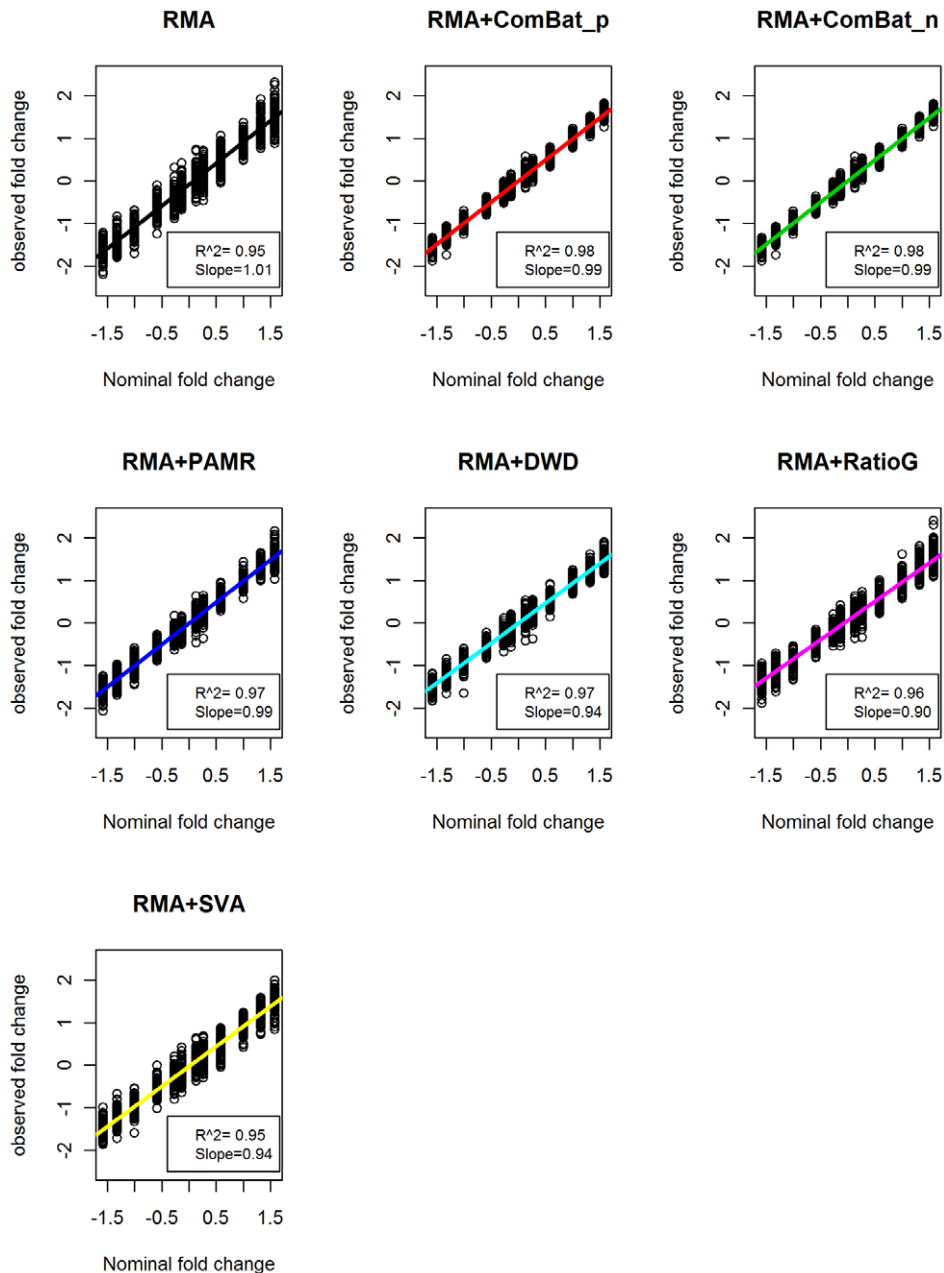 RMA
observed fold change
2
1
0
-1
-2
R^2= 0.95
Slope=1.01
-1.5 -0.5 0.5 1.5
Nominal fold change
RMA+ComBat_p
observed fold change
2
1
0
-1
-2
R^2= 0.98
Slope=0.99
-1.5 -0.5 0.5 1.5
Nominal fold change
RMA+ComBat_n
observed fold change
2
1
0
-1
-2
R^2= 0.98
Slope=0.99
-1.5 -0.5 0.5 1.5
Nominal fold change
RMA+PAMR
observed fold change
2
1
0
-1
-2
R^2= 0.97
Slope=0.99
-1.5 -0.5 0.5 1.5
Nominal fold change
RMA+DWD
observed fold change
2
1
0
-1
-2
R^2= 0.97
Slope=0.94
-1.5 -0.5 0.5 1.5
Nominal fold change
RMA+RatioG
observed fold change
2
1
0
-1
-2
R^2= 0.96
Slope=0.90
-1.5 -0.5 0.5 1.5
Nominal fold change
RMA+SVA
observed fold change
2
1
0
-1
-2
R^2= 0.95
Slope=0.94
-1.5 -0.5 0.5 1.5
Nominal fold change